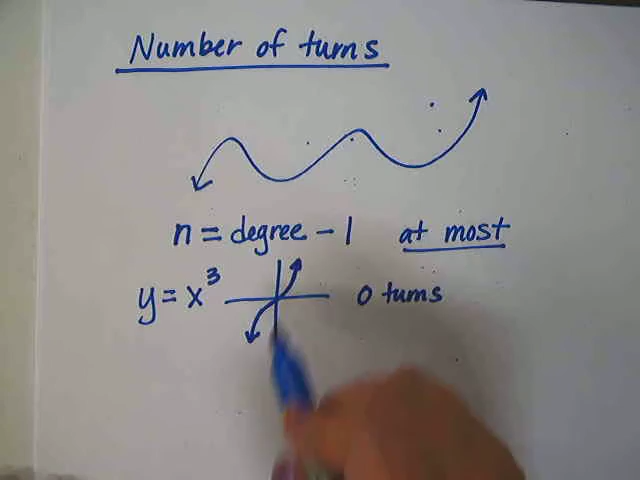 Number of turns
n = degree - 1 at most
y = x³ 0 turns